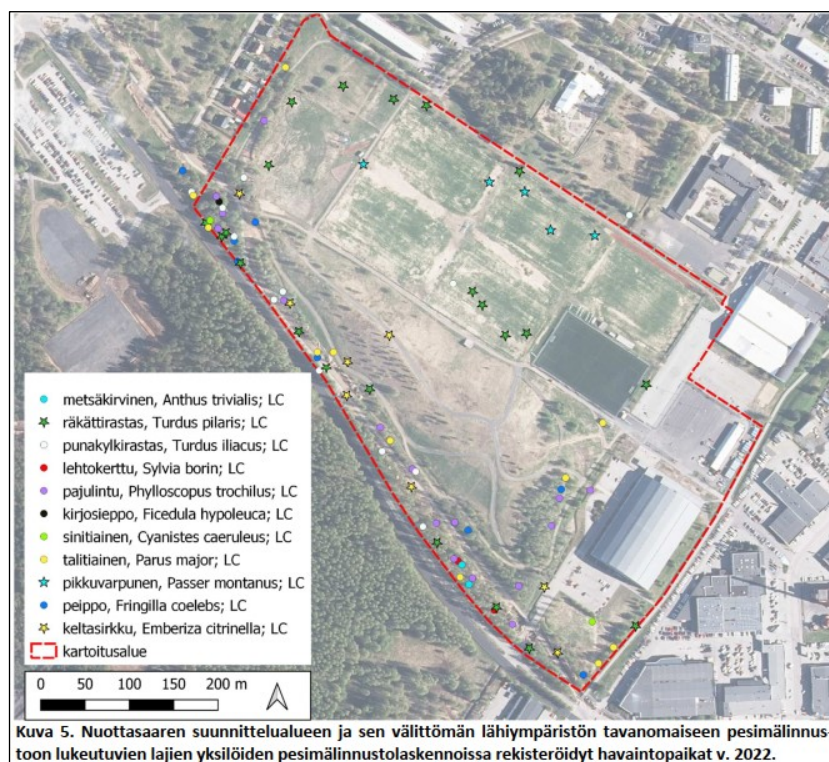 metsäkirvinen, Anthus trivialis; LC
räkättirastas, Turdus pilaris; LC
punakylkirastas, Turdus iliacus; LC
lehtokerttu, Sylvia borin; LC
pajulintu, Phylloscopus trochilus; LC
kirjosieppo, Ficedula hypoleuca; LC
sinitiainen, Cyanistes caeruleus; LC
talitiainen, Parus major; LC
pikkuvarpunen, Passer montanus; LC
peippo, Fringilla coelebs; LC
keltasirkku, Emberiza citrinella; LC
kartoitusalue
0 50 100 150 200 m
Kuva 5. Nuottasaaren suunnittelualueen ja sen välittömän lähiympäristön tavanomaiseen pesimälinnus-
toon lukeutuvien lajien yksilöiden pesimälinnustolaskennoissa rekisteröidyt havaintopaikat v. 2022.